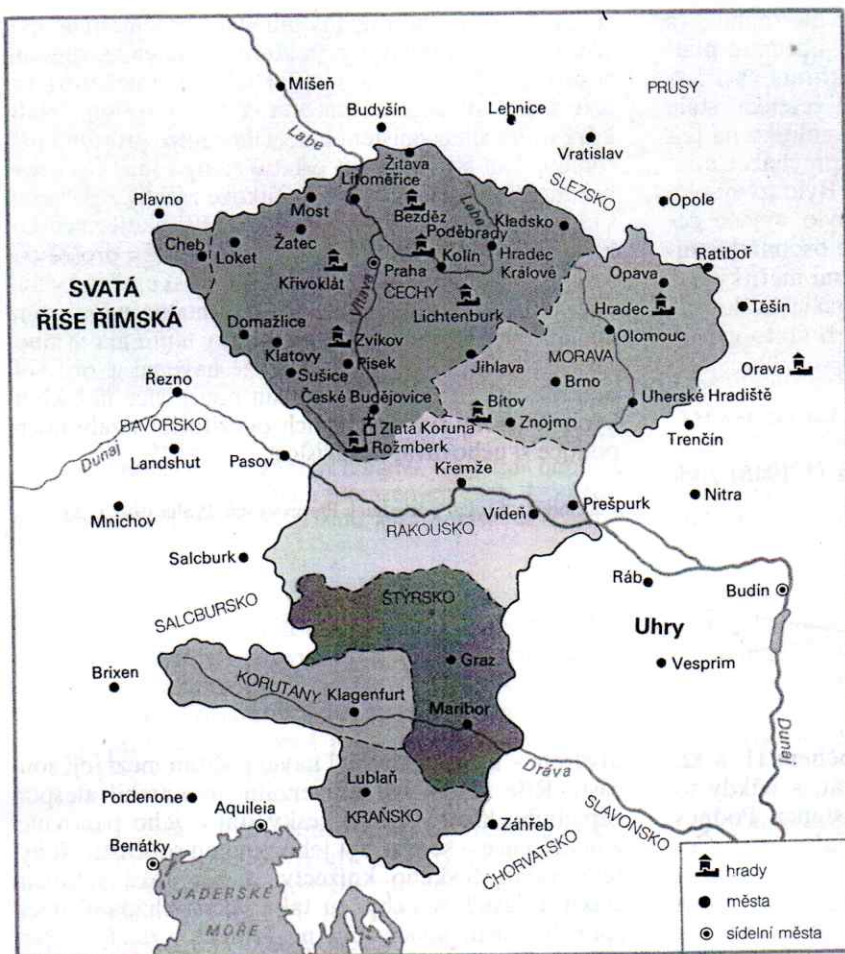 PRUSY
Míšeň
Lehnice
Budyšín
Labe
Vratislav
Žitava
SLEZSKO
Litoměřice
Plavno
Most
Bezděz
Labe
Kledsko
Opole
Cheb
Loket
Žatec
Poděbrady
Praha
Kolín
Hradec
Králové
Ratiboř
Opava
SVATÁ
ŘÍŠE ŘÍMSKÁ
Křivoklát
Vltava
ČECHY
Lichtenburk
Hradec
Těšín
Domažlice
Zvíkov
Olomouc
Klatovy
Písek
Jihlava
MORAVA
Orava
Sušice
Brno
Řezno
České Budějovice
Bítov
Uherské Hradiště
BAVORSKO
Zlatá Koruna
Znojmo
Dunaj
Landshut
Pasov
Rožmberk
Trenčín
Křemže
Mnichov
Vídeň
Prešpurk
Nitra
RAKOUSKO
Salcburk
Ráb
Budín
ŠTÝRSKO
SALCBURSKO
Uhry
Graz
Vesprim
Brixen
KORUTANY
Klagenfurt
Maribor
Dunaj
Dráva
Lublaň
Pordenone
SLAVONSKO
Aquileia
KRAŇSKO
Záhřeb
Benátky
CHORVATSKO
JADERSKÉ
MOŘE
hrady
města
sídelní města